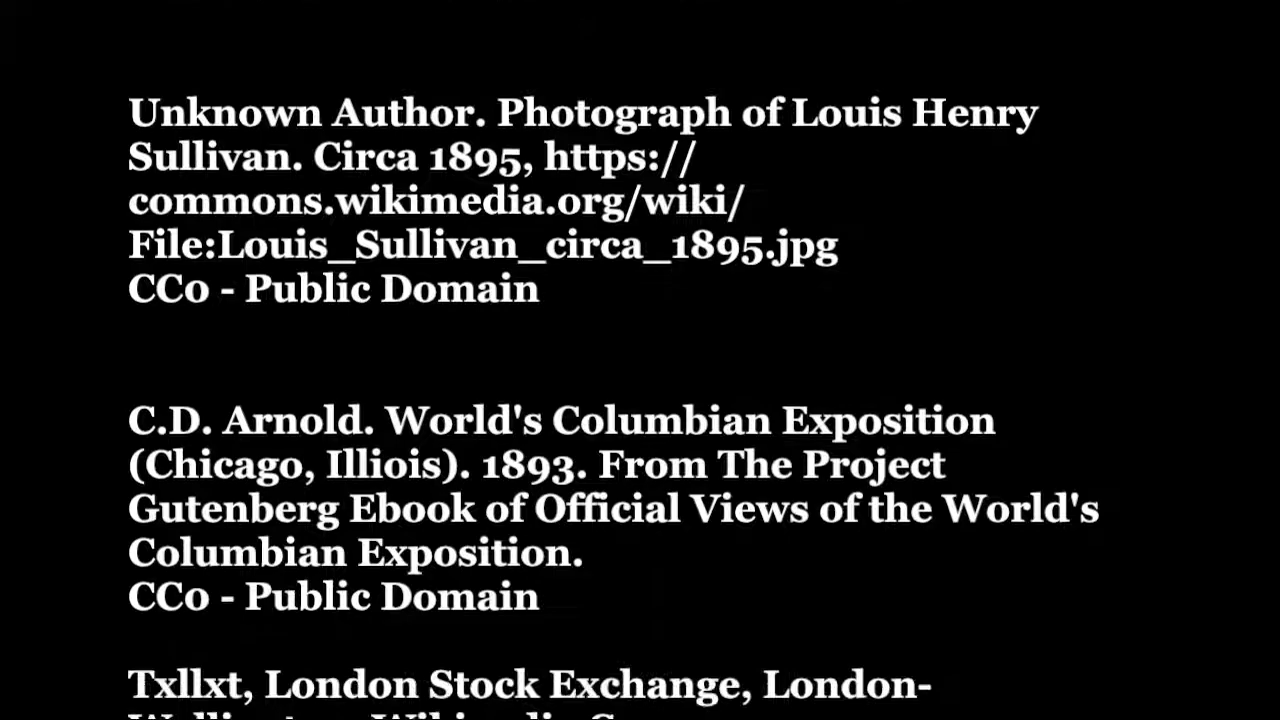 Unknown Author. Photograph of Louis Henry
Sullivan. Circa 1895, https://
commons.wikimedia.org/wiki/
File:Louis_Sullivan_circa_1895.jpg
CC0 - Public Domain
C.D. Arnold. World's Columbian Exposition
(Chicago, Illiois). 1893. From The Project
Gutenberg Ebook of Official Views of the World's
Columbian Exposition.
CC0 - Public Domain
Txllxt, London Stock Exchange, London-